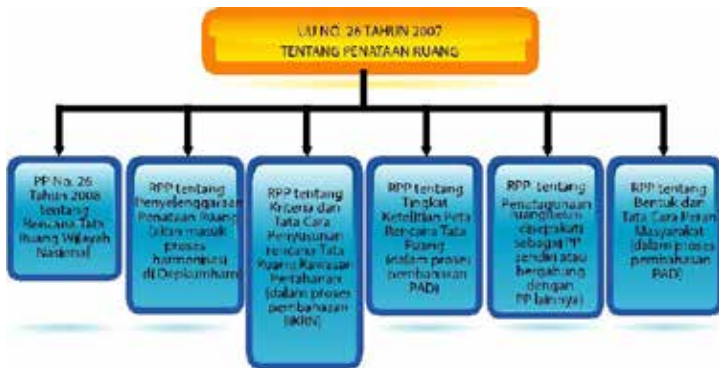 UU NO. 26 TAHUN 2007
TENTANG PENATAAN RUANG
PP No. 26
Tahun 2008
tentang
Rencana Tata
Ruang Wilayah
Nasional
RPP tentang
Penyelenggaraan
Penataan Ruang
(akan masuk
proses
harmonisasi
di Depkumham)
RPP tentang
Kriteria dan
Tata Cara
Penyusunan
rencana Tata
Ruang Kawasan
Pertahanan
(dalam proses
pembahasan
BKRN)
RPP tentang
Tingkat
Ketelitian Peta
Rencana Tata
Ruang
(dalam proses
pembahasan
PAD)
RPP tentang
Penatagunaan
ruang (belum
disepakati
sebagai PP
sendiri atau
bergabung
dengan
PP lainnya)
RPP tentang
Bentuk dan
Tata Cara Peran
Masyarakat
(dalam proses
pembahasan
PAD)